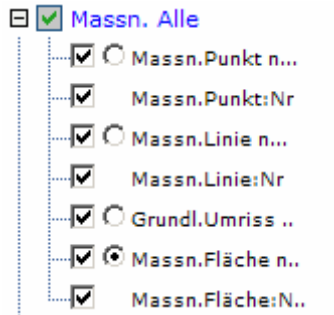 Massn. Alle
Massn.Punkt n...
Massn.Punkt:Nr
Massn.Linie n...
Massn.Linie:Nr
Grundl.Umriss ..
Massn.Fläche n..
Massn.Fläche:N..